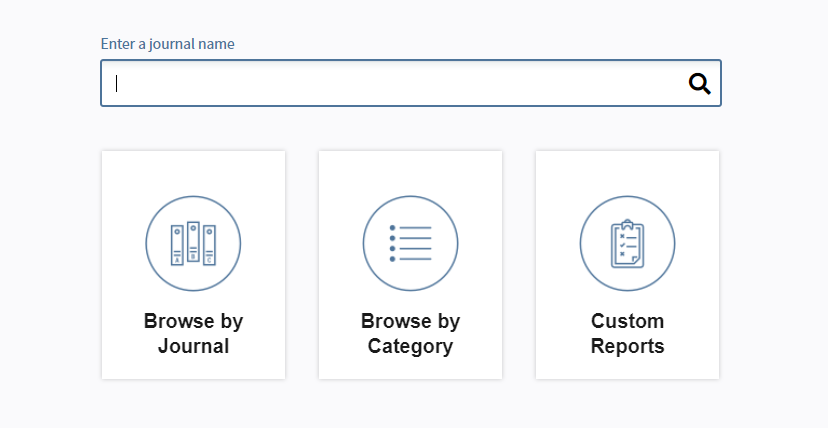 Enter a journal name
A B C
Browse by
Journal
Browse by
Category
Custom
Reports